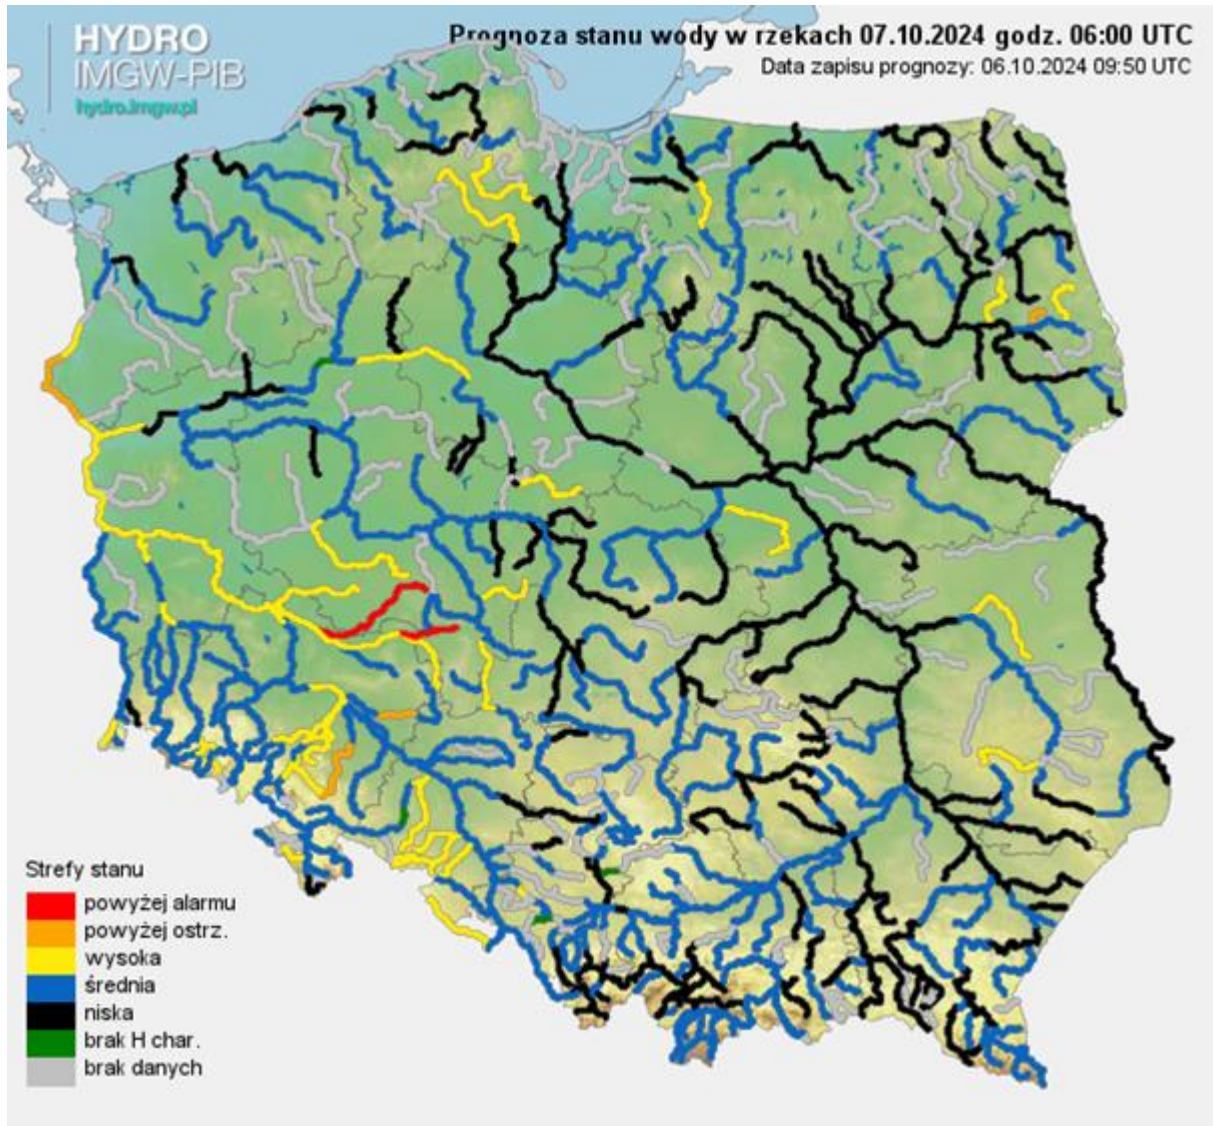 HYDRO
IMGW-PIB
hydro.imgw.pl
Prognoza stanu wody w rzekach 07.10.2024 godz. 06:00 UTC
Data zapisu prognozy: 06.10.2024 09:50 UTC
Strefy stanu
powyżej alarmu
powyżej ostrz.
wysoka
średnia
niska
brak H char.
brak danych